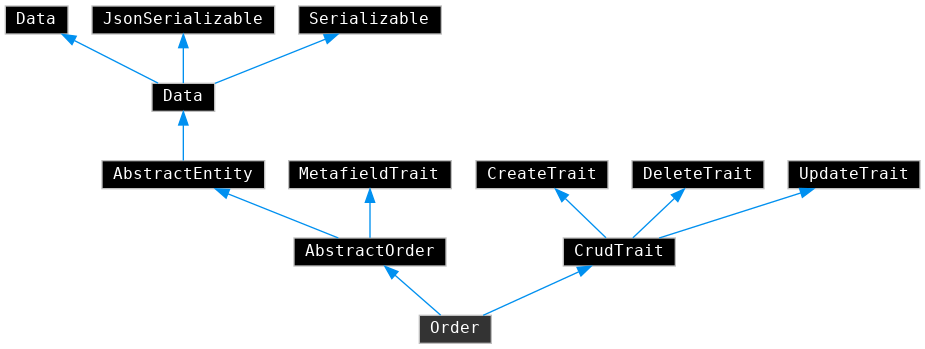 Data
JsonSerializable
Serializable
Data
AbstractEntity
MetafieldTrait
CreateTrait
DeleteTrait
UpdateTrait
AbstractOrder
CrudTrait
Order